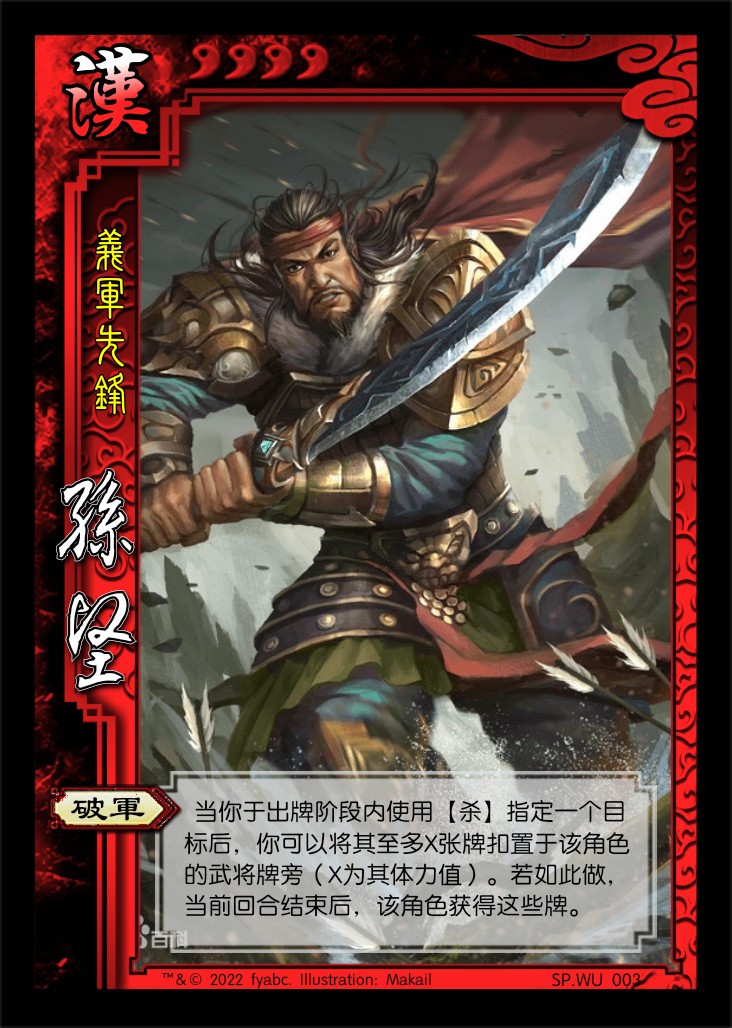 漢
義軍先鋒
孫堅
破軍
当你于出牌阶段内使用【杀】指定一个目
标后，你可以将其至多X张牌扣置于该角色
的武将牌旁（X为其体力值）。若如此做，
当前回合结束后，该角色获得这些牌。
百科
™&© 2022 fyabc. Illustration: Makail
SP.WU 003